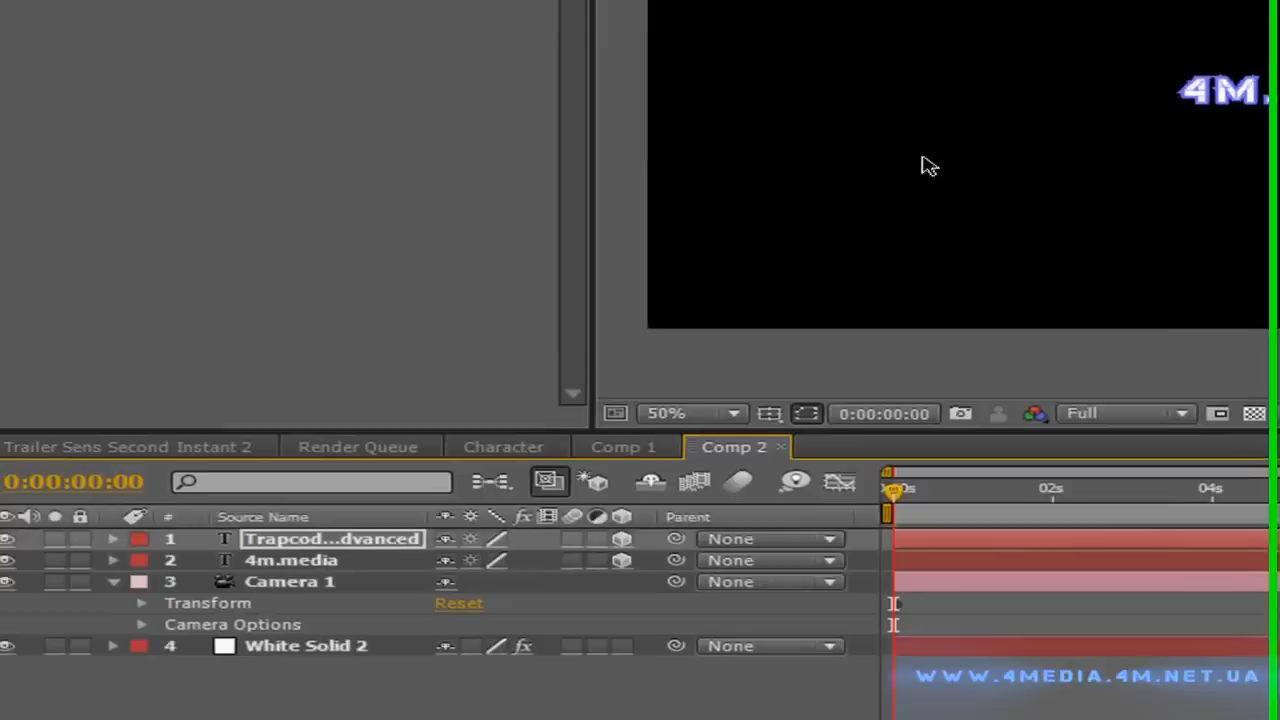 4M.
50%
0:00:00:00
Full
Trailer Sens Second Instant 2
Render Queue
Character
Comp 1
Comp 2
0:00:00:00
02s
04s
#
Source Name
fx
Parent
1
T
Trapcod...dvanced
None
2
T
4m.media
None
3
Camera 1
None
Transform
Reset
Camera Options
4
White Solid 2
fx
None
WWW.4MEDIA.4M.NET.UA